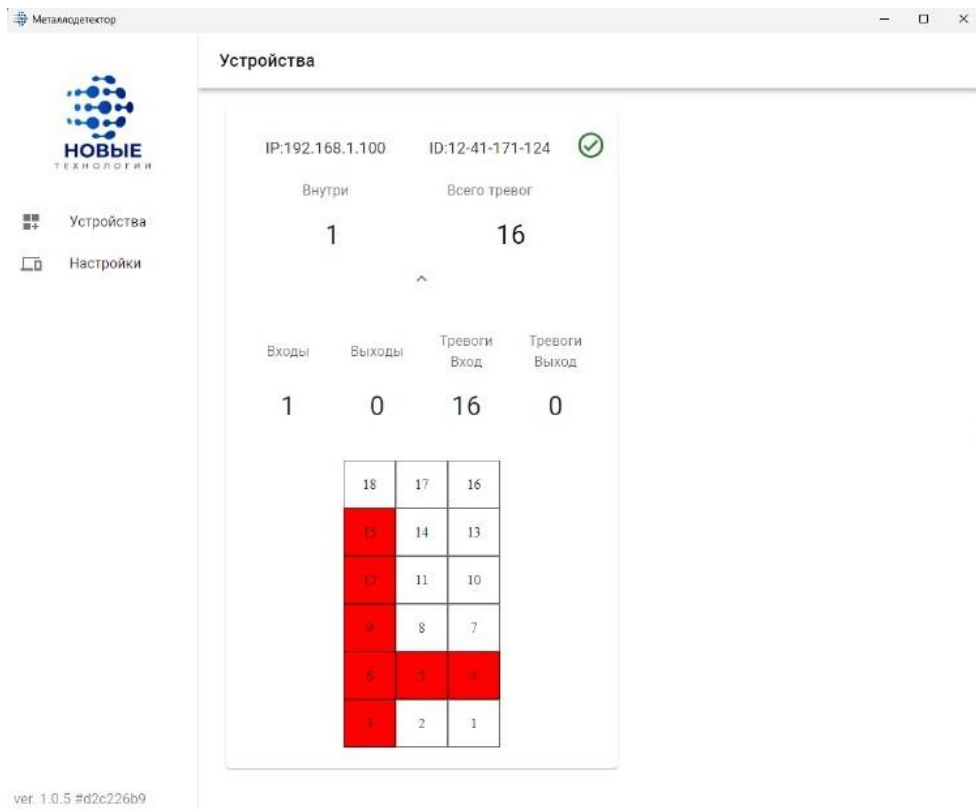 Металлодетектор
НОВЫЕ
ТЕХНОЛОГИИ
Устройства
Настройки
ver. 1.0.5 #d2c226b9
Устройства
IP:192.168.1.100 ID:12-41-171-124
Внутри Всего тревог
1 16
Входы Выходы Тревоги Вход Тревоги Выход
1 0 16 0
18 17 16
15 14 13
12 11 10
9 8 7
6 5 4
3 2 1